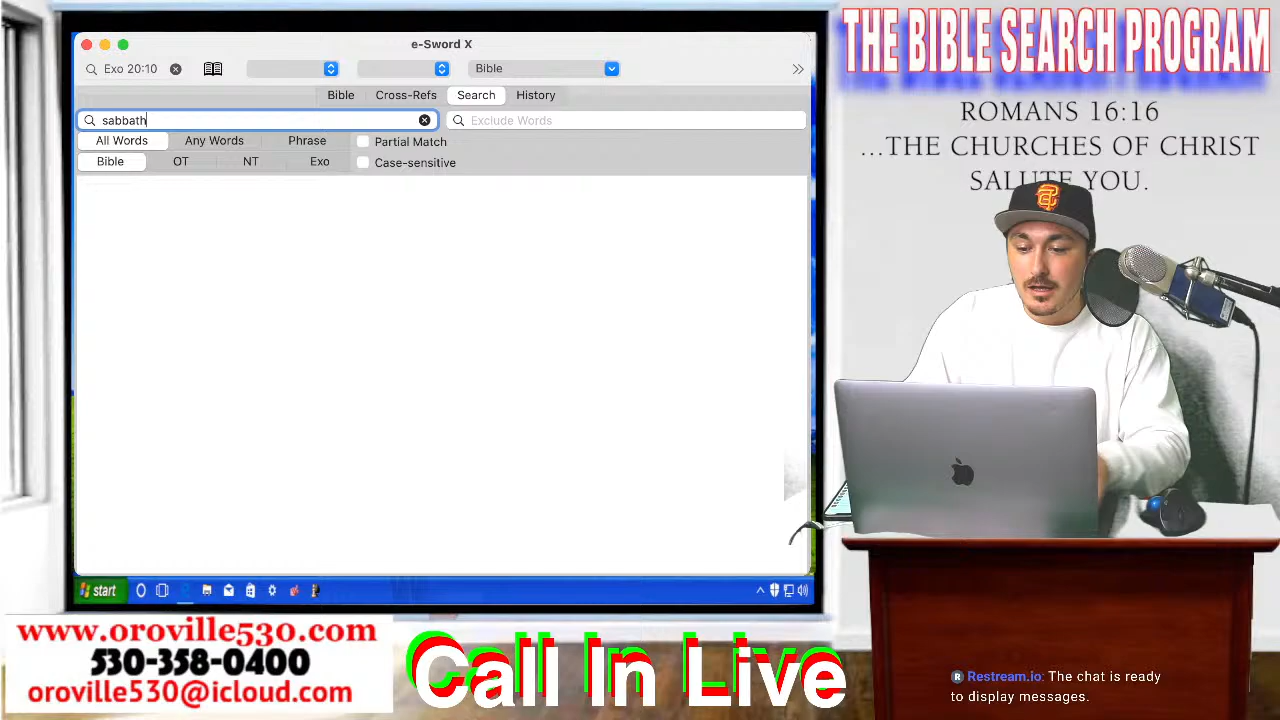 e-Sword X
Exo 20:10
Bible
Bible Cross-Refs Search History
sabbath
Exclude Words
All Words Any Words Phrase Partial Match
Bible OT NT Exo Case-sensitive
start
THE BIBLE SEARCH PROGRAM
ROMANS 16:16
...THE CHURCHES OF CHRIST
SALUTE YOU.
www.oroville530.com
530-358-0400
oroville530@icloud.com
Call In Live
Restream.io: The chat is ready
to display messages.